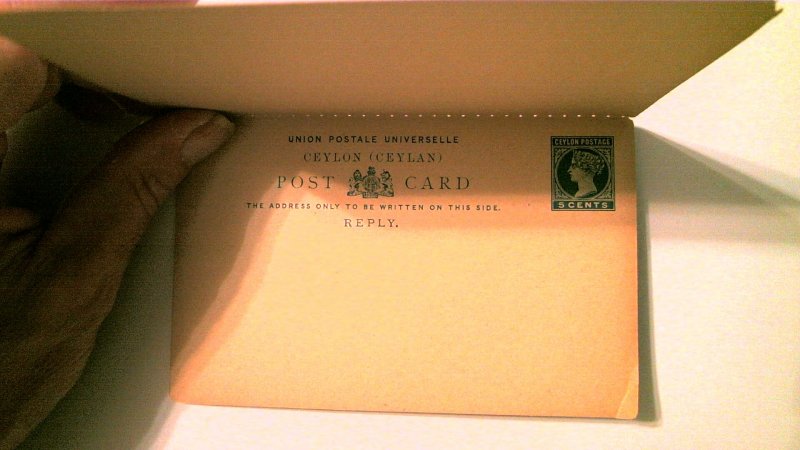 UNION POSTALE UNIVERSELLE
CEYLON (CEYLAN)
POST CARD
THE ADDRESS ONLY TO BE WRITTEN ON THIS SIDE.
REPLY.
CEYLON POSTAGE
5 CENTS